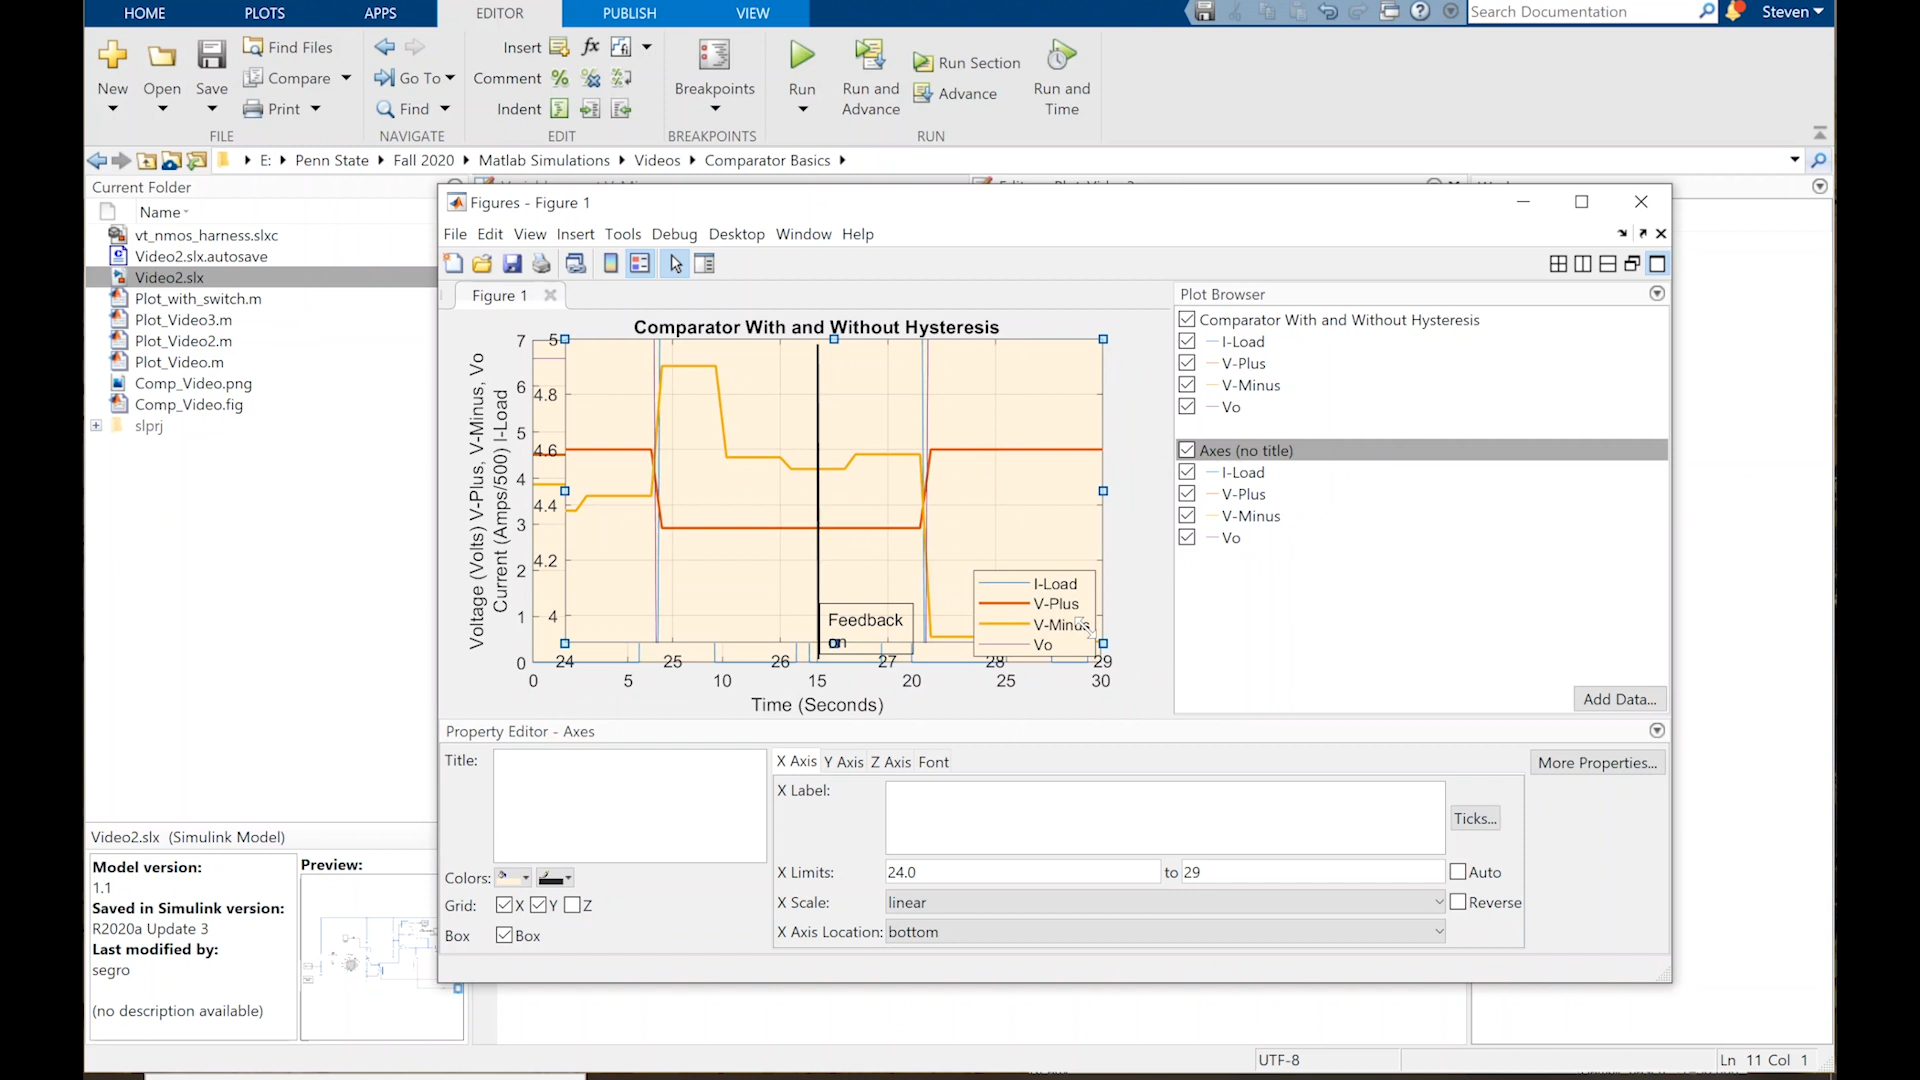 HOME PLOTS APPS EDITOR PUBLISH VIEW Search Documentation Steven
New Open Save Find Files Compare Print
FILE
Go To Find
NAVIGATE
Insert fx
Comment
Indent
EDIT
Breakpoints
BREAKPOINTS
Run Run and Advance Run Section Advance Run and Time
RUN
E: Penn State Fall 2020 Matlab Simulations Videos Comparator Basics
Current Folder
Name
vt_nmos_harness.slxc
Video2.slx.autosave
Video2.slx
Plot_with_switch.m
Plot_Video3.m
Plot_Video2.m
Plot_Video.m
Comp_Video.png
Comp_Video.fig
slprj
Video2.slx (Simulink Model)
Model version:
1.1
Saved in Simulink version:
R2020a Update 3
Last modified by:
segro
(no description available)
Preview:
Figures - Figure 1
File Edit View Insert Tools Debug Desktop Window Help
Figure 1
Comparator With and Without Hysteresis
Voltage (Volts) V-Plus, V-Minus, Vo
Current (Amps/500) I-Load
7
6
5
4
3
2
1
0
5
4.8
4.6
4.4
4.2
4
Feedback
on
I-Load
V-Plus
V-Minus
Vo
24 25 26 27 28 29
0 5 10 15 20 25 30
Time (Seconds)
Plot Browser
Comparator With and Without Hysteresis
I-Load
V-Plus
V-Minus
Vo
Axes (no title)
I-Load
V-Plus
V-Minus
Vo
Add Data...
Property Editor - Axes
Title:
Colors:
Grid: X Y Z
Box Box
X Axis Y Axis Z Axis Font
X Label:
Ticks...
X Limits: 24.0 to 29 Auto
X Scale: linear Reverse
X Axis Location: bottom
More Properties...
UTF-8
Ln 11 Col 1